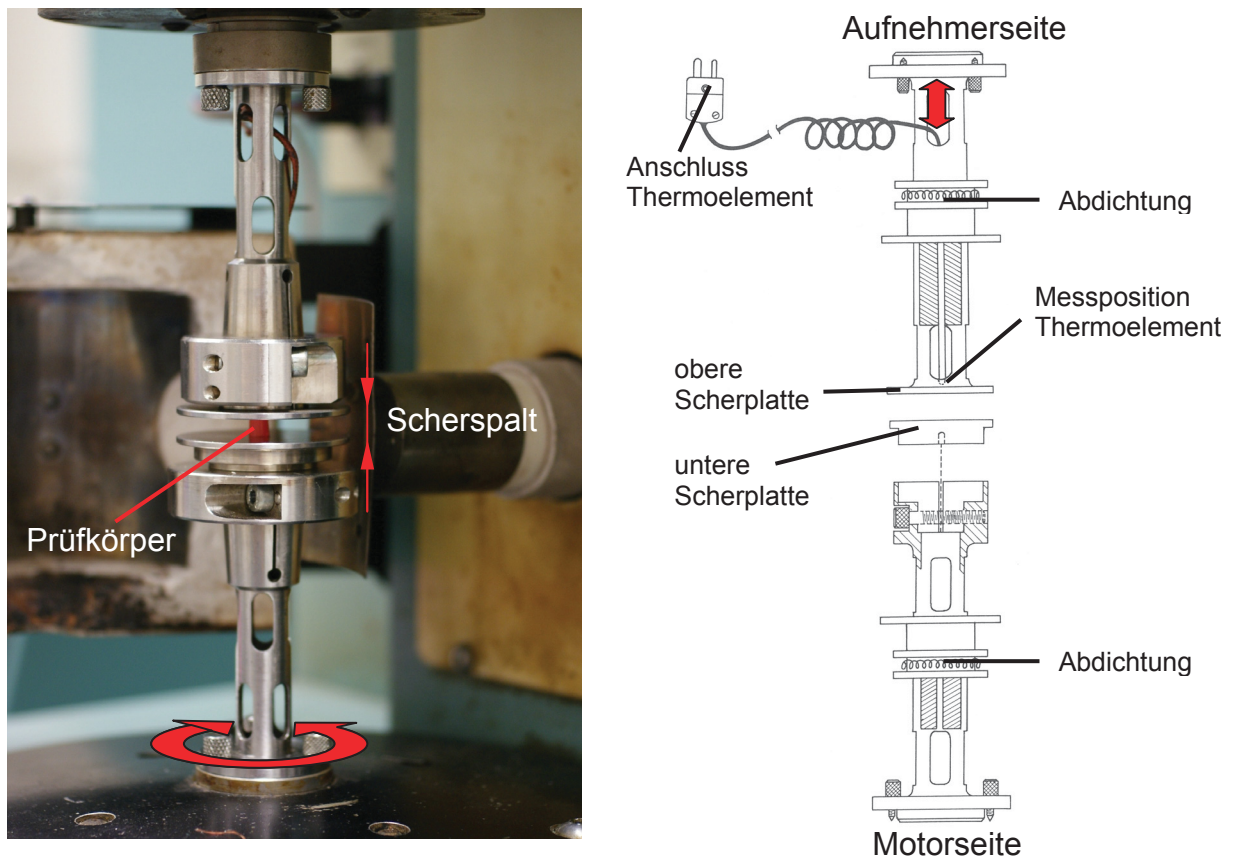 Scherspalt
Prüfkörper
Aufnehmerseite
Anschluss
Thermoelement
Abdichtung
Messposition
Thermoelement
obere
Scherplatte
untere
Scherplatte
Abdichtung
Motorseite